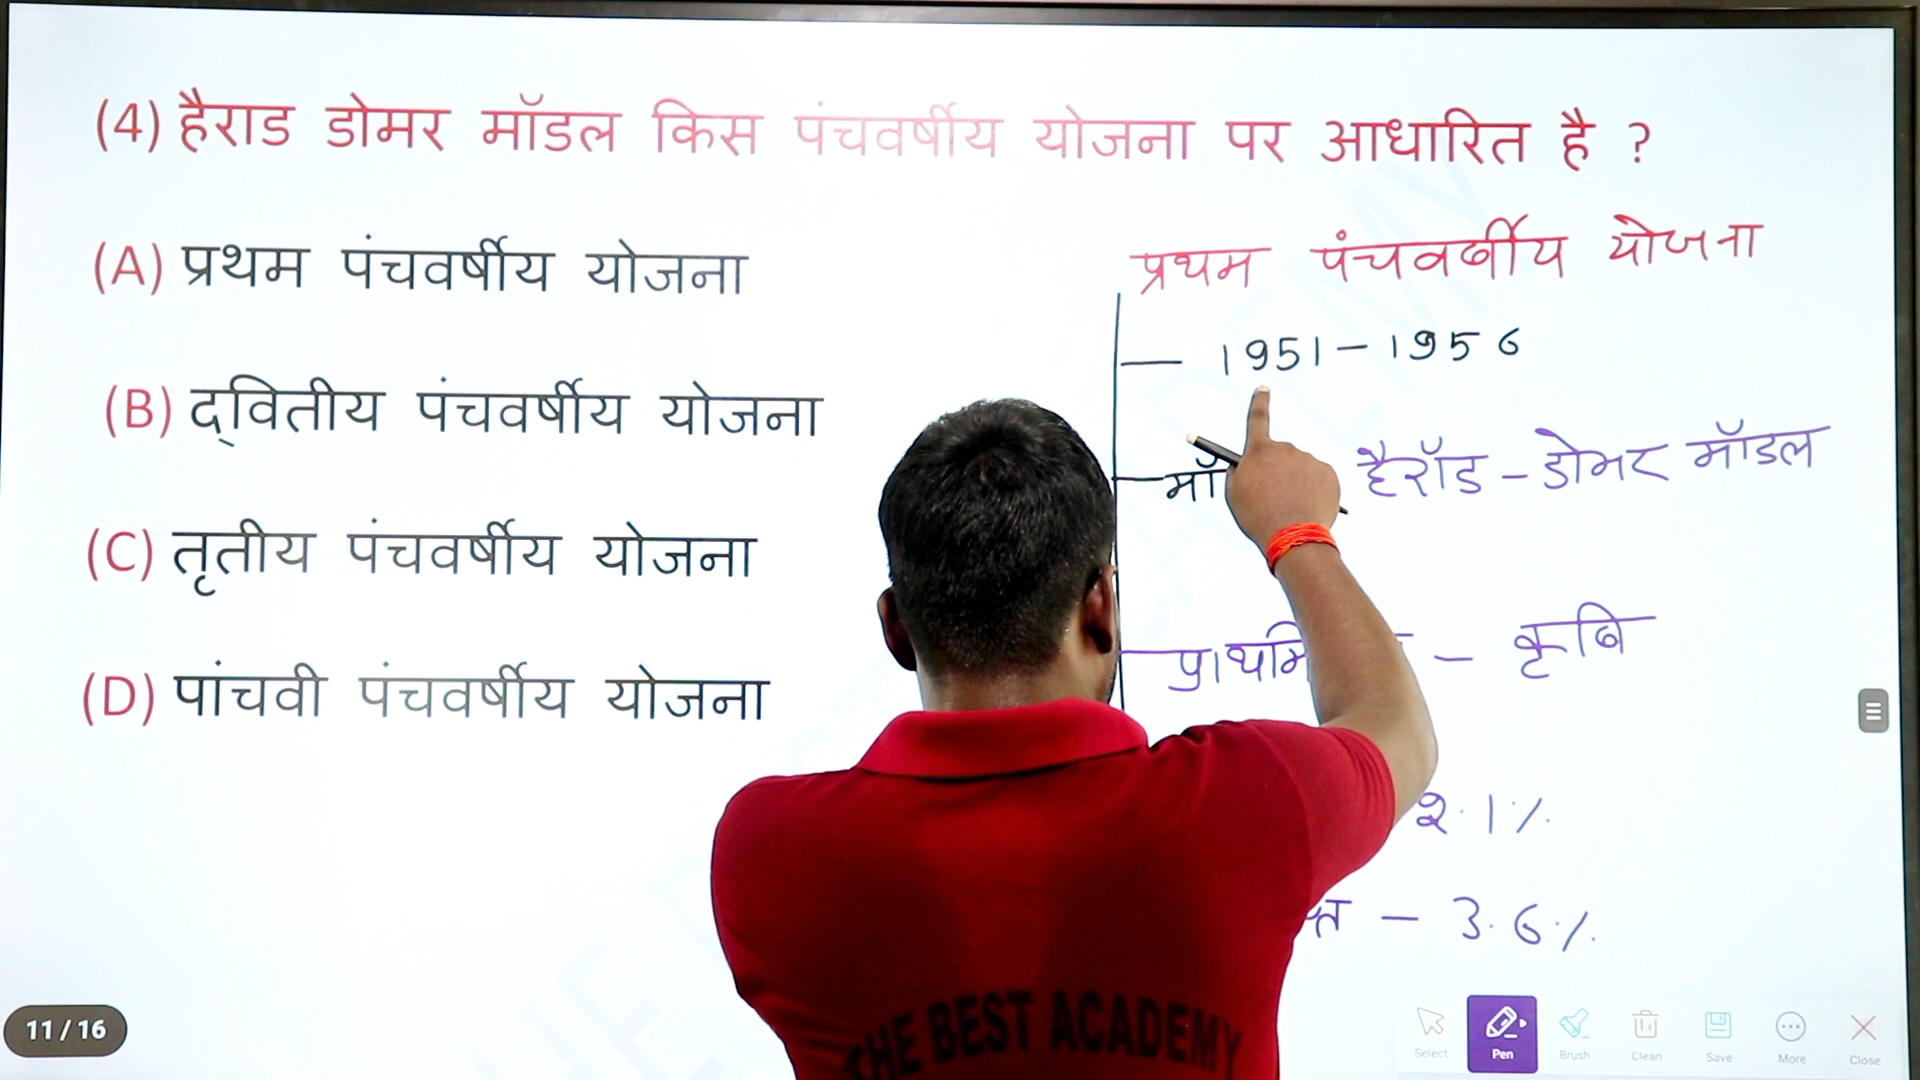 (4) हैराड डोमर मॉडल किस पंचवर्षीय योजना पर आधारित है ?
(A) प्रथम पंचवर्षीय योजना
(B) द्वितीय पंचवर्षीय योजना
(C) तृतीय पंचवर्षीय योजना
(D) पांचवी पंचवर्षीय योजना
प्रथम पंचवर्षीय योजना
1951 - 1956
हैरॉड - डोमर मॉडल
- कृषि
2.1%
- 3.6%
THE BEST ACADEMY
11 / 16
Select
Pen
Brush
Clean
Save
More
Close